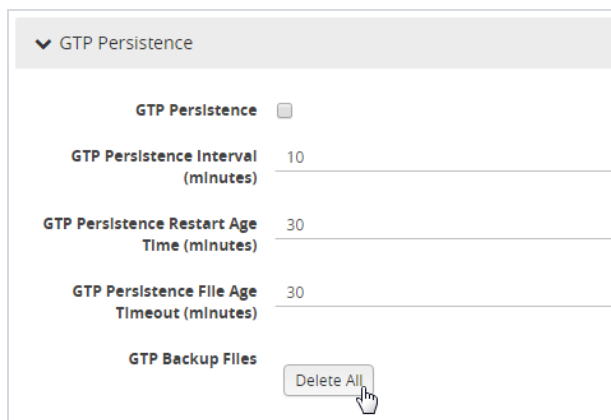 GTP Persistence
GTP Persistence
GTP Persistence Interval
(minutes)
10
GTP Persistence Restart Age
Time (minutes)
30
GTP Persistence File Age
Timeout (minutes)
30
GTP Backup Files
Delete All